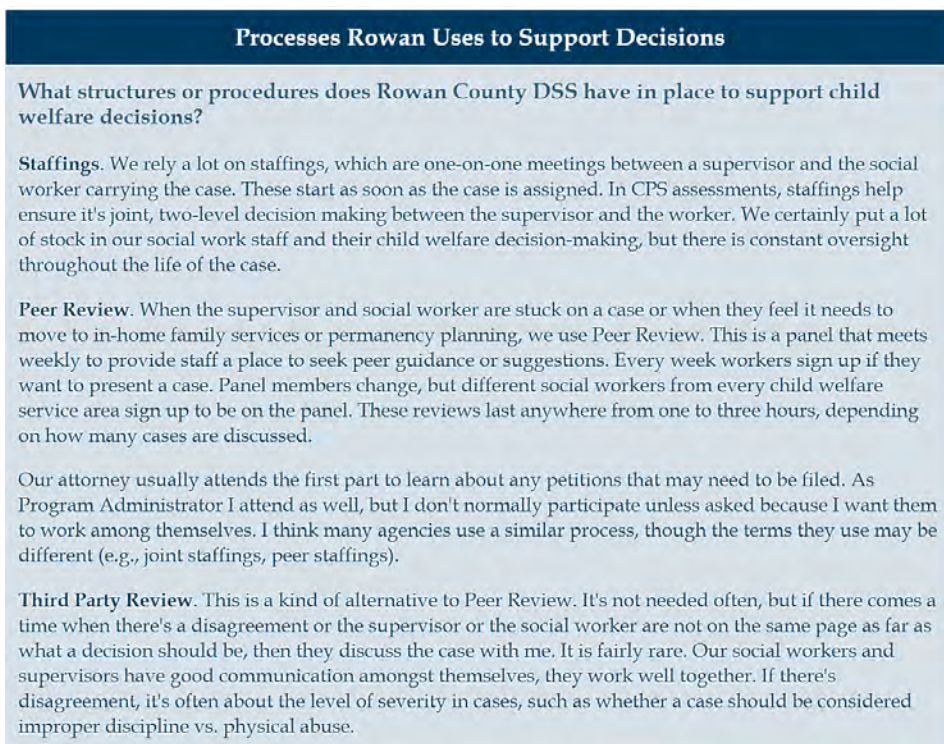 Processes Rowan Uses to Support Decisions
What structures or procedures does Rowan County DSS have in place to support child
welfare decisions?
Staffings. We rely a lot on staffings, which are one-on-one meetings between a supervisor and the social
worker carrying the case. These start as soon as the case is assigned. In CPS assessments, staffings help
ensure it's joint, two-level decision making between the supervisor and the worker. We certainly put a lot
of stock in our social work staff and their child welfare decision-making, but there is constant oversight
throughout the life of the case.
Peer Review. When the supervisor and social worker are stuck on a case or when they feel it needs to
move to in-home family services or permanency planning, we use Peer Review. This is a panel that meets
weekly to provide staff a place to seek peer guidance or suggestions. Every week workers sign up if they
want to present a case. Panel members change, but different social workers from every child welfare
service area sign up to be on the panel. These reviews last anywhere from one to three hours, depending
on how many cases are discussed.
Our attorney usually attends the first part to learn about any petitions that may need to be filed. As
Program Administrator I attend as well, but I don't normally participate unless asked because I want them
to work among themselves. I think many agencies use a similar process, though the terms they use may be
different (e.g., joint staffings, peer staffings).
Third Party Review. This is a kind of alternative to Peer Review. It's not needed often, but if there comes a
time when there's a disagreement or the supervisor or the social worker are not on the same page as far as
what a decision should be, then they discuss the case with me. It is fairly rare. Our social workers and
supervisors have good communication amongst themselves, they work well together. If there's
disagreement, it's often about the level of severity in cases, such as whether a case should be considered
improper discipline vs. physical abuse.